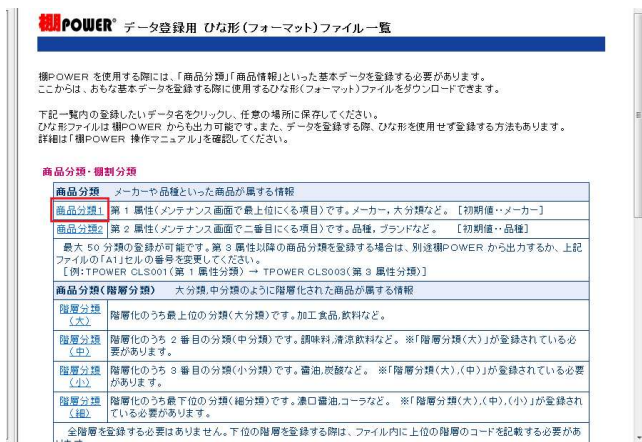 棚POWER® データ登録用 ひな形(フォーマット)ファイル一覧
棚POWER を使用する際には、「商品分類」「商品情報」といった基本データを登録する必要があります。
ここからは、おもな基本データを登録する際に使用するひな形(フォーマット)ファイルをダウンロードできます。
下記一覧内の登録したいデータ名をクリックし、任意の場所に保存してください。
ひな形ファイルは 棚POWER からも出力可能です。また、データを登録する際、ひな形を使用せず登録する方法もあります。
詳細は「棚POWER 操作マニュアル」を確認してください。
商品分類・棚割分類
商品分類 メーカーや品種といった商品が属する情報
商品分類1 第 1 属性(メンテナンス画面で最上位にくる項目)です。メーカー，大分類など。 [初期値‥メーカー]
商品分類2 第 2 属性(メンテナンス画面で二番目にくる項目)です。品種，ブランドなど。 [初期値‥品種]
最大 50 分類の登録が可能です。第 3 属性以降の商品分類を登録する場合は、別途棚POWER から出力するか、上記
ファイルの「A1」セルの番号を変更してください。
[例:TPOWER CLS001(第 1 属性分類) → TPOWER CLS003(第 3 属性分類)]
商品分類(階層分類) 大分類,中分類のように階層化された商品が属する情報
階層分類
(大) 階層化のうち最上位の分類(大分類)です。加工食品,飲料など。
階層分類 階層化のうち 2 番目の分類(中分類)です。調味料,清涼飲料など。 ※「階層分類(大)」が登録されている必
(中) 要があります。
階層分類 階層化のうち 3 番目の分類(小分類)です。醤油,炭酸など。 ※「階層分類(大),(中)」が登録されている必要
(小) があります。
階層分類 階層化のうち最下位の分類(細分類)です。濃口醤油,コーラなど。 ※「階層分類(大),(中),(小)」が登録され
(細) ている必要があります。
全階層を登録する必要はありません。下位の階層を登録する際は、ファイル内に上位の階層のコードを記載する必要があ